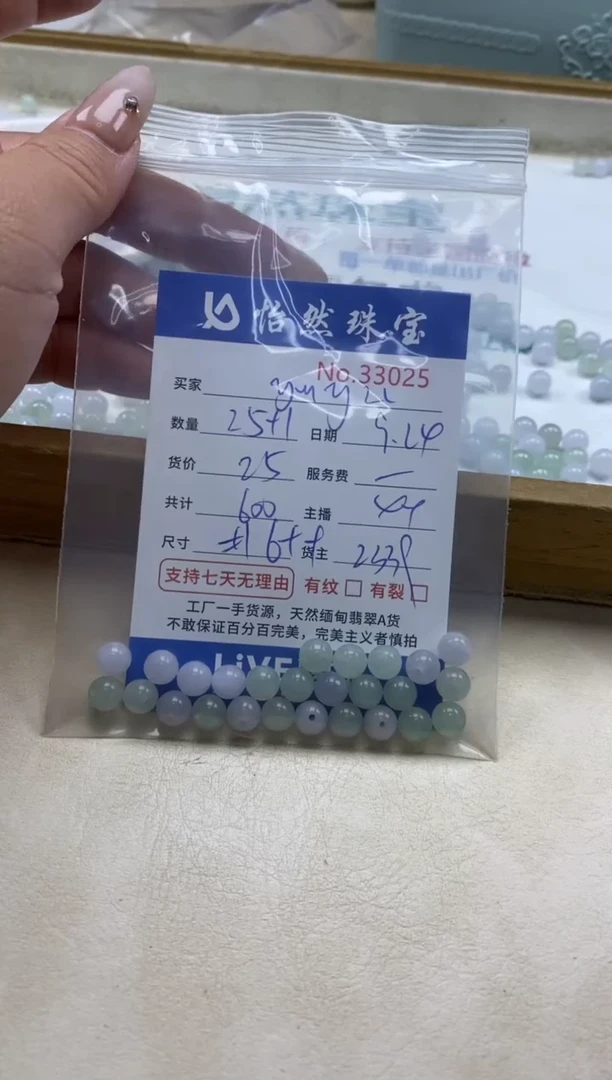 怡然珠宝
No.33025
买家
数量 25+1 日期 5.24
货价 25 服务费 一
共计 600 主播
尺寸 货主
支持七天无理由 有纹 有裂
工厂一手货源，天然缅甸翡翠A货
不敢保证百分百完美，完美主义者慎拍
LiVE